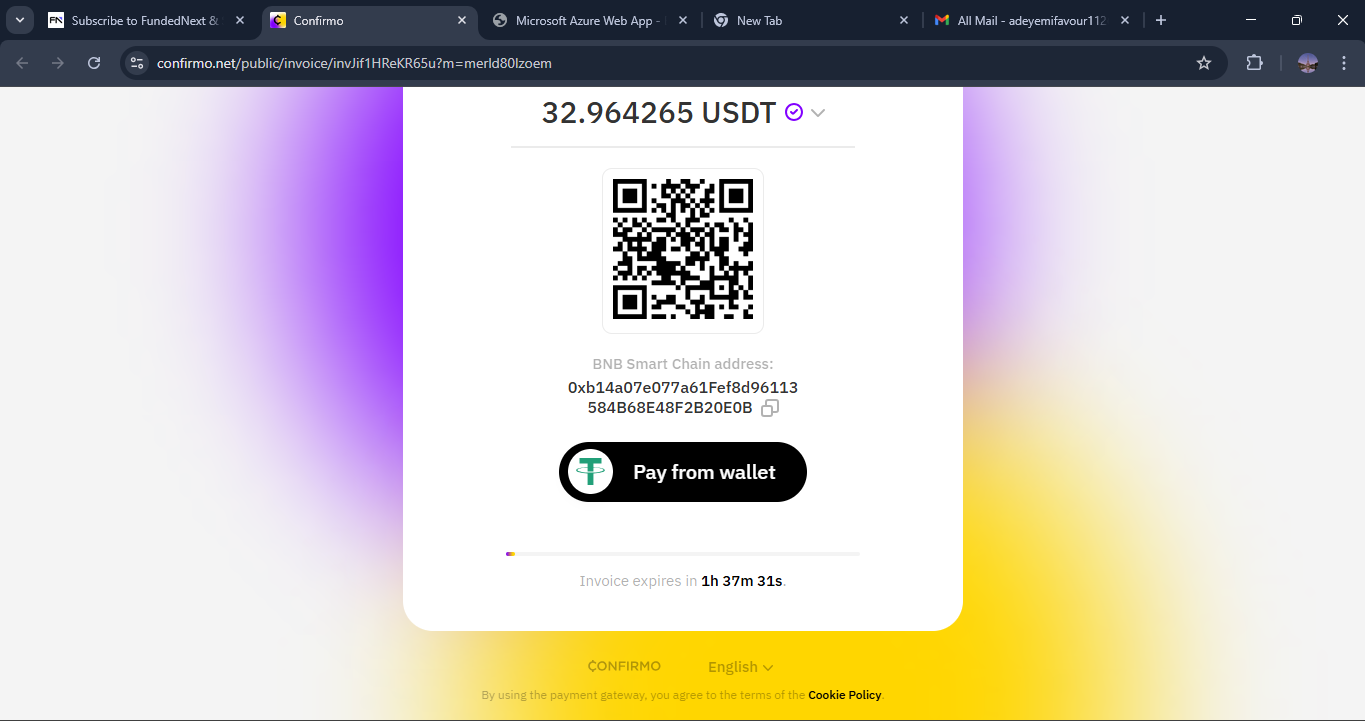 Subscribe to FundedNext &
Confirmo
Microsoft Azure Web App -
New Tab
All Mail - adeyemifavour112
confirmo.net/public/invoice/invJif1HReKR65u?m=merld80lzoem
32.964265 USDT
BNB Smart Chain address:
0xb14a07e077a61Fef8d96113
584B68E48F2B20E0B
Pay from wallet
Invoice expires in 1h 37m 31s.
CONFIRMO
English
By using the payment gateway, you agree to the terms of the Cookie Policy.